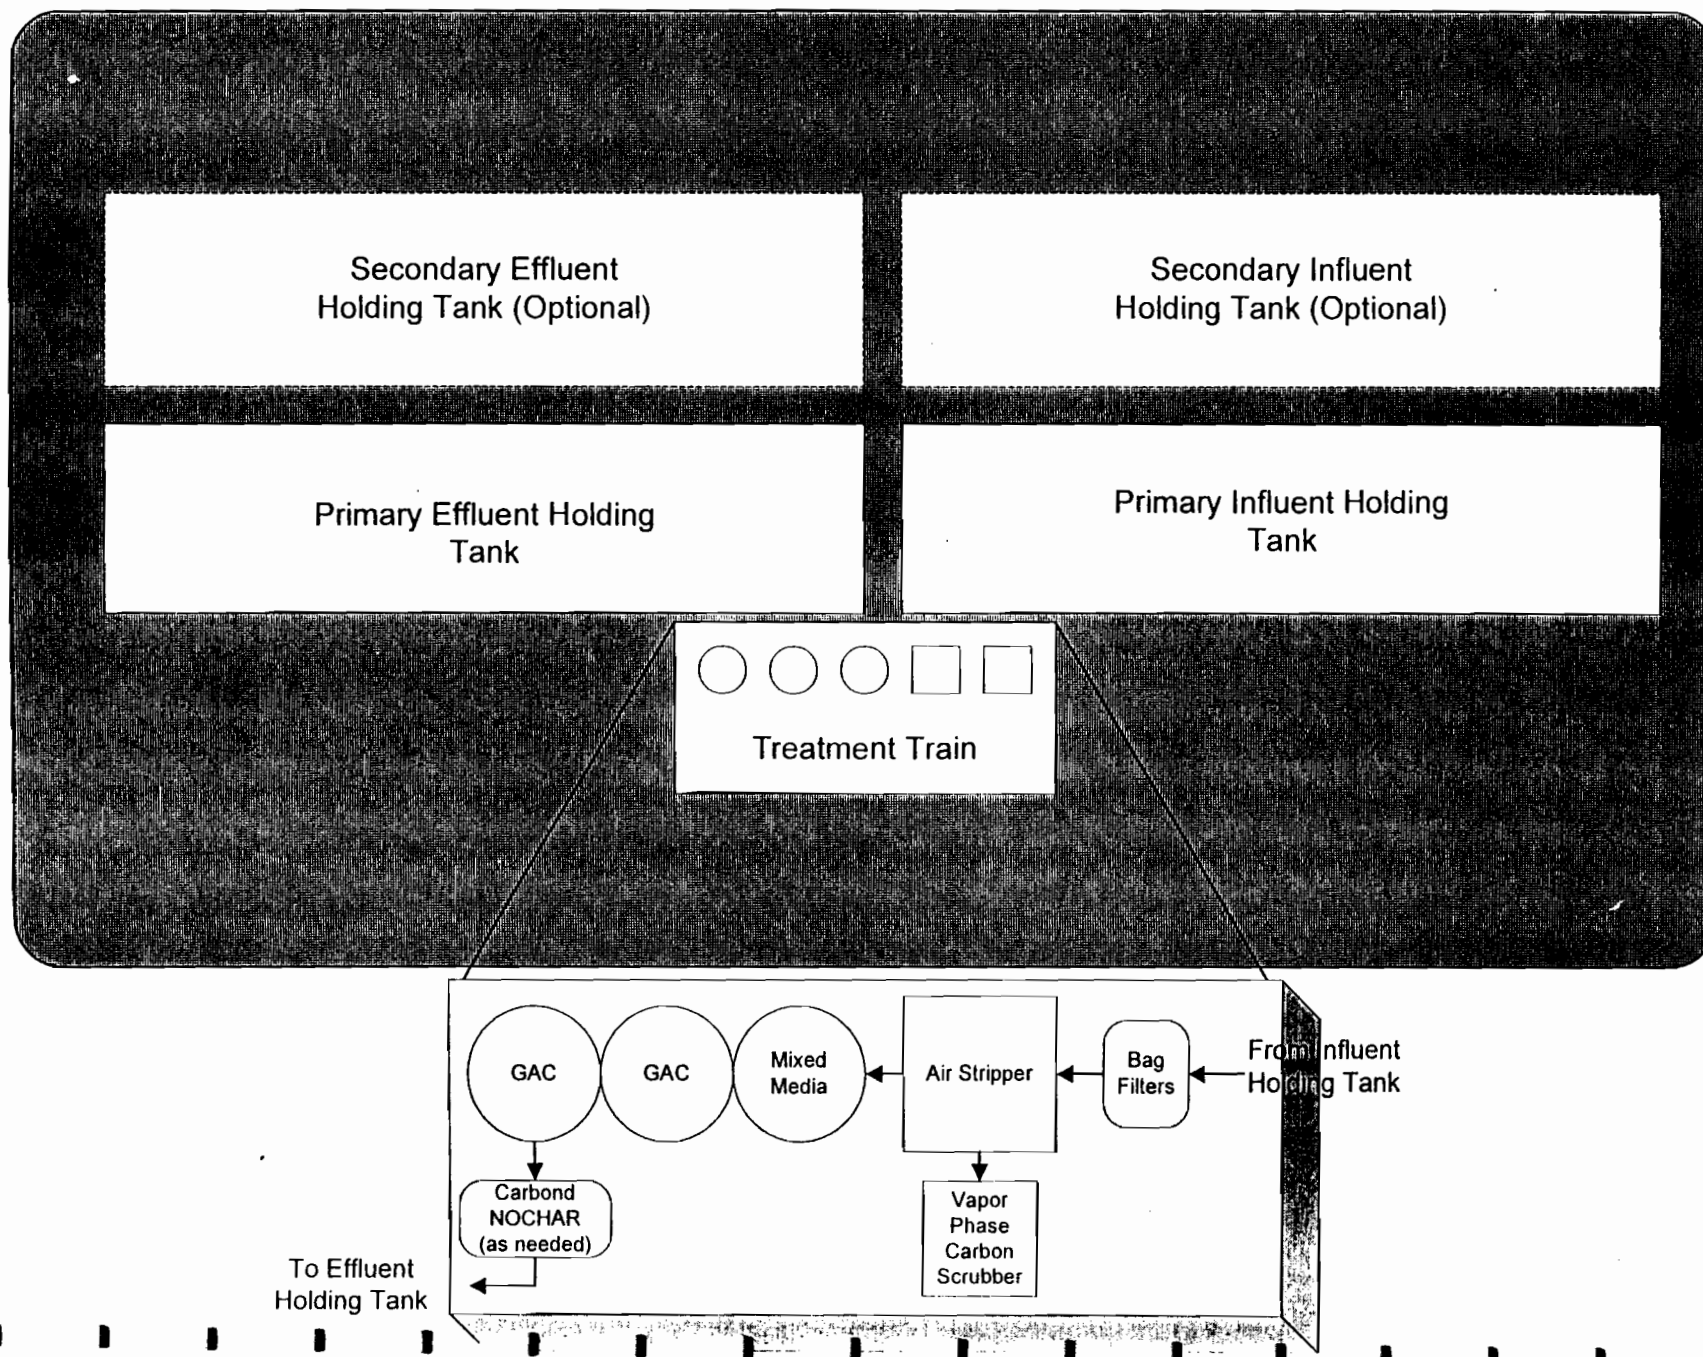 Secondary Effluent
Holding Tank (Optional)
Secondary Influent
Holding Tank (Optional)
Primary Effluent Holding
Tank
Primary Influent Holding
Tank
Treatment Train
GAC
GAC
Mixed
Media
Air Stripper
Bag
Filters
From Influent
Holding Tank
Carbond
NOCHAR
(as needed)
Vapor
Phase
Carbon
Scrubber
To Effluent
Holding Tank